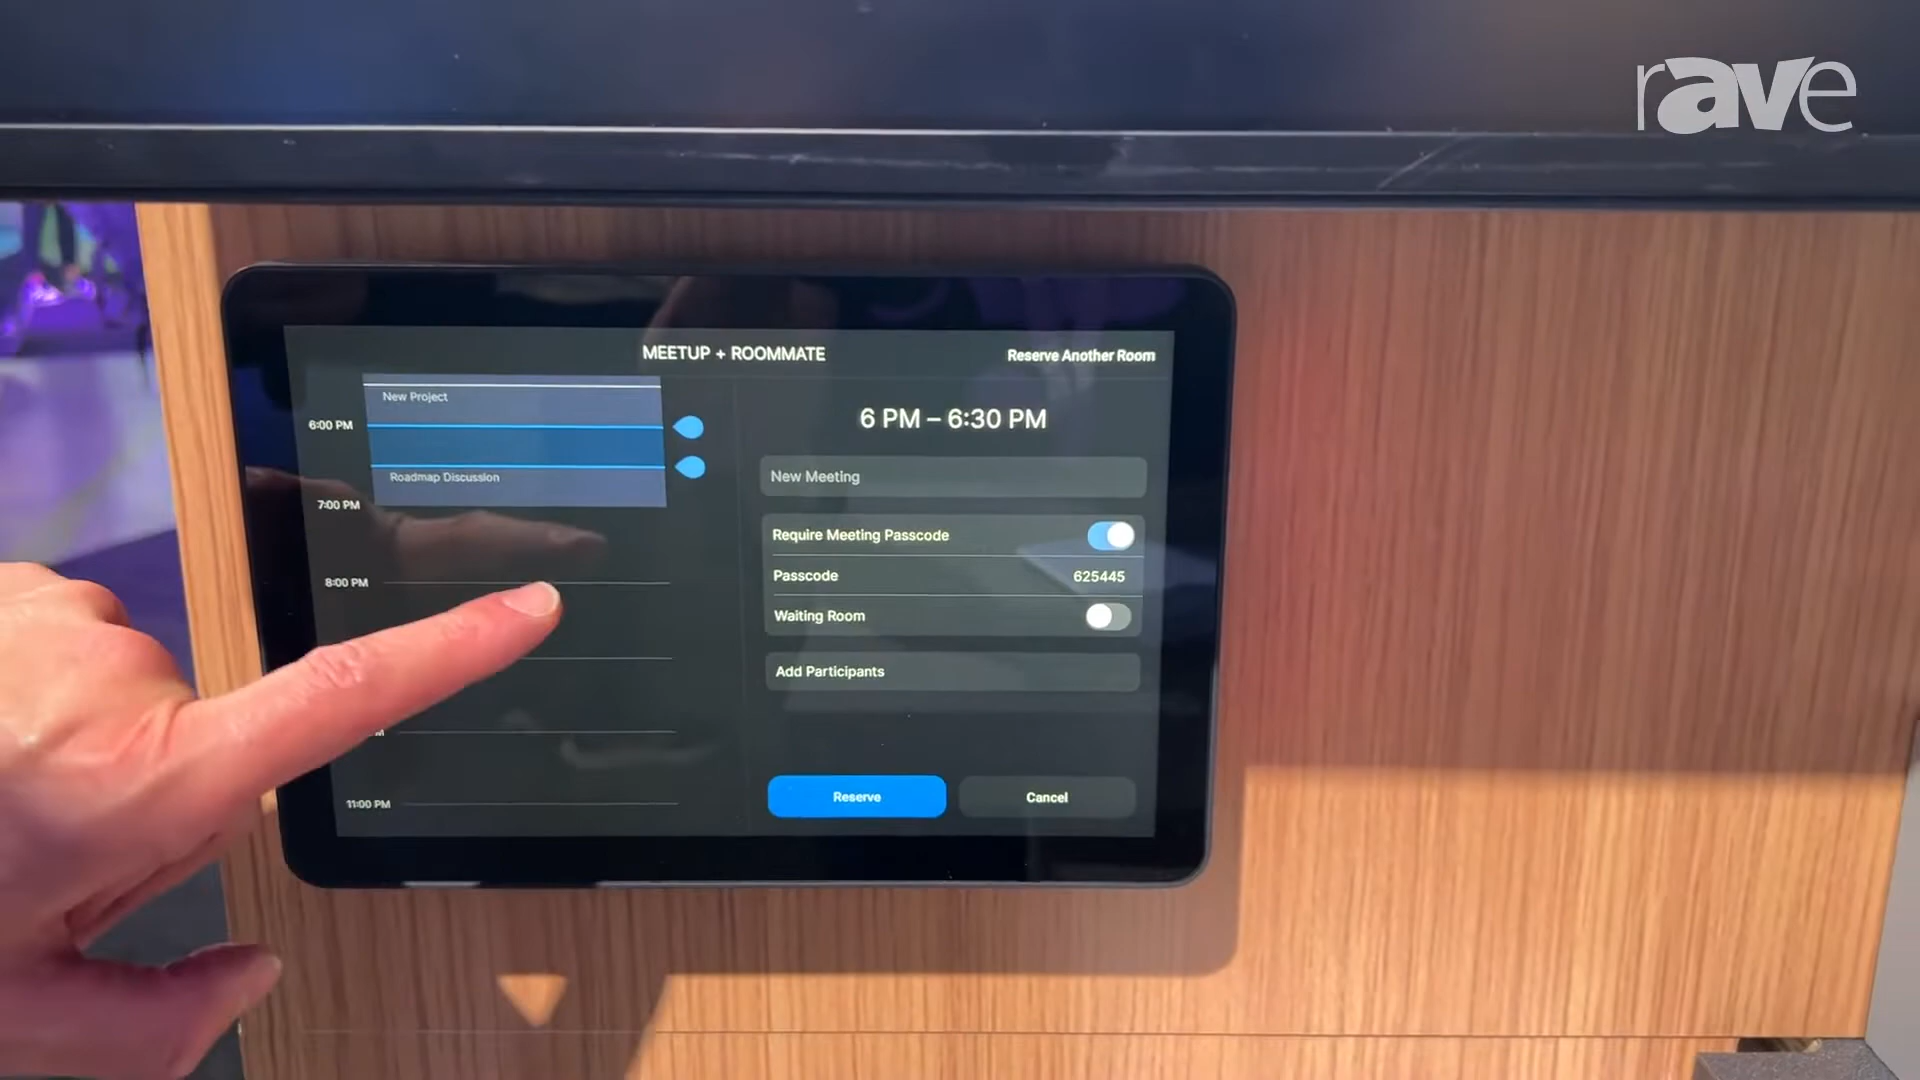 rave
MEETUP + ROOMMATE
Reserve Another Room
New Project
6:00 PM
Roadmap Discussion
7:00 PM
8:00 PM
M
11:00 PM
6 PM – 6:30 PM
New Meeting
Require Meeting Passcode
Passcode 625445
Waiting Room
Add Participants
Reserve
Cancel